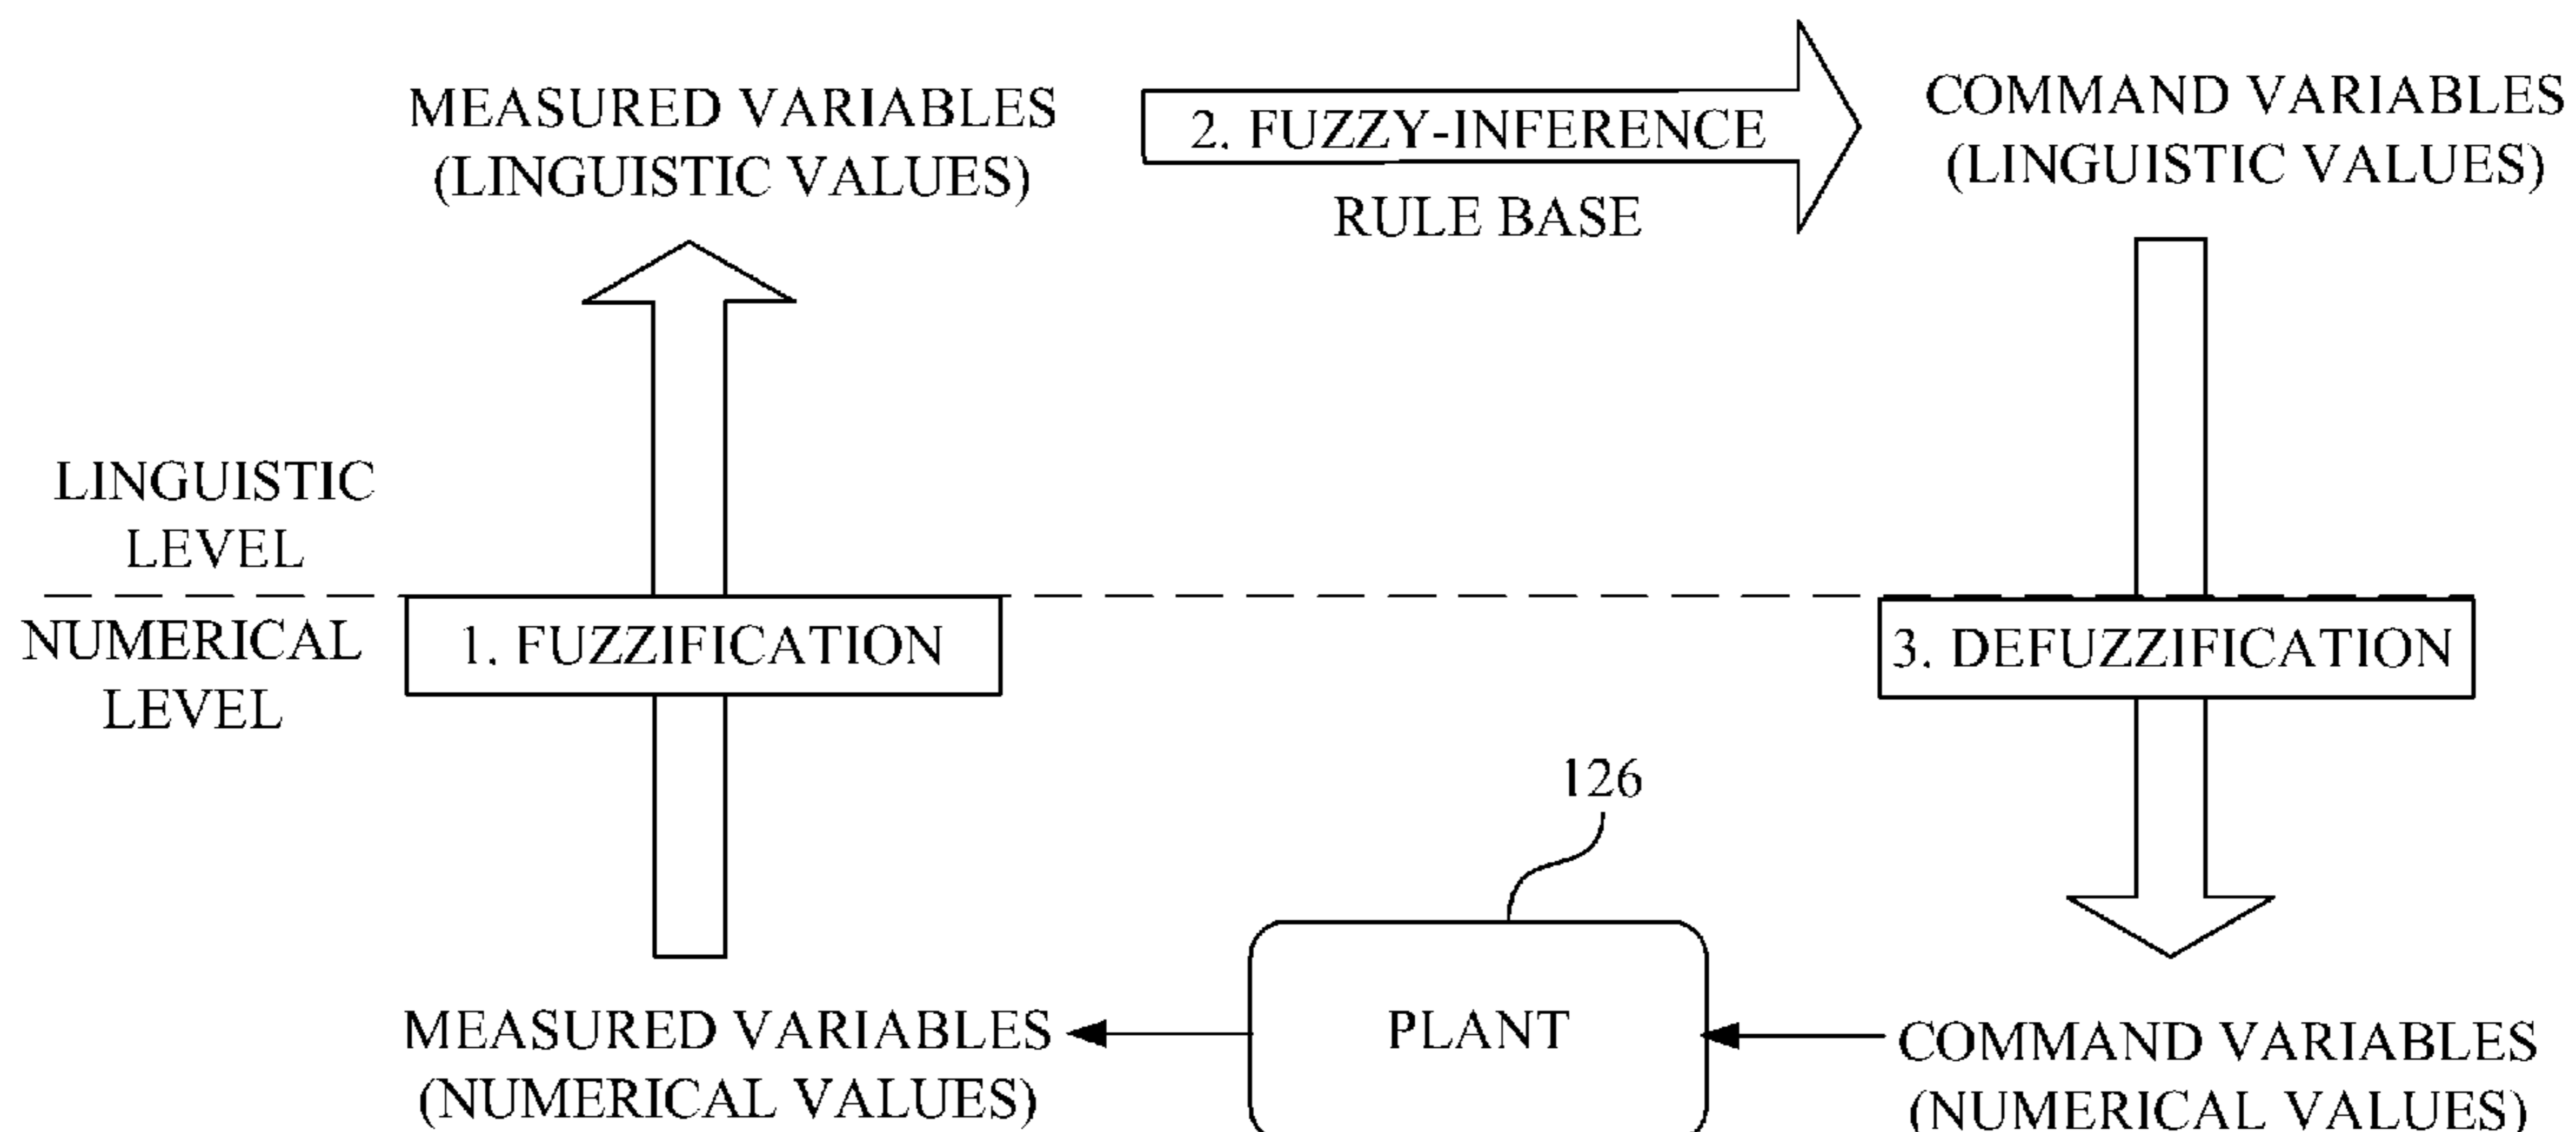 MEASURED VARIABLES
(LINGUISTIC VALUES)
2. FUZZY-INFERENCE
RULE BASE
COMMAND VARIABLES
(LINGUISTIC VALUES)
LINGUISTIC
LEVEL
NUMERICAL
LEVEL
1. FUZZIFICATION
3. DEFUZZIFICATION
126
MEASURED VARIABLES
(NUMERICAL VALUES)
PLANT
COMMAND VARIABLES
(NUMERICAL VALUES)